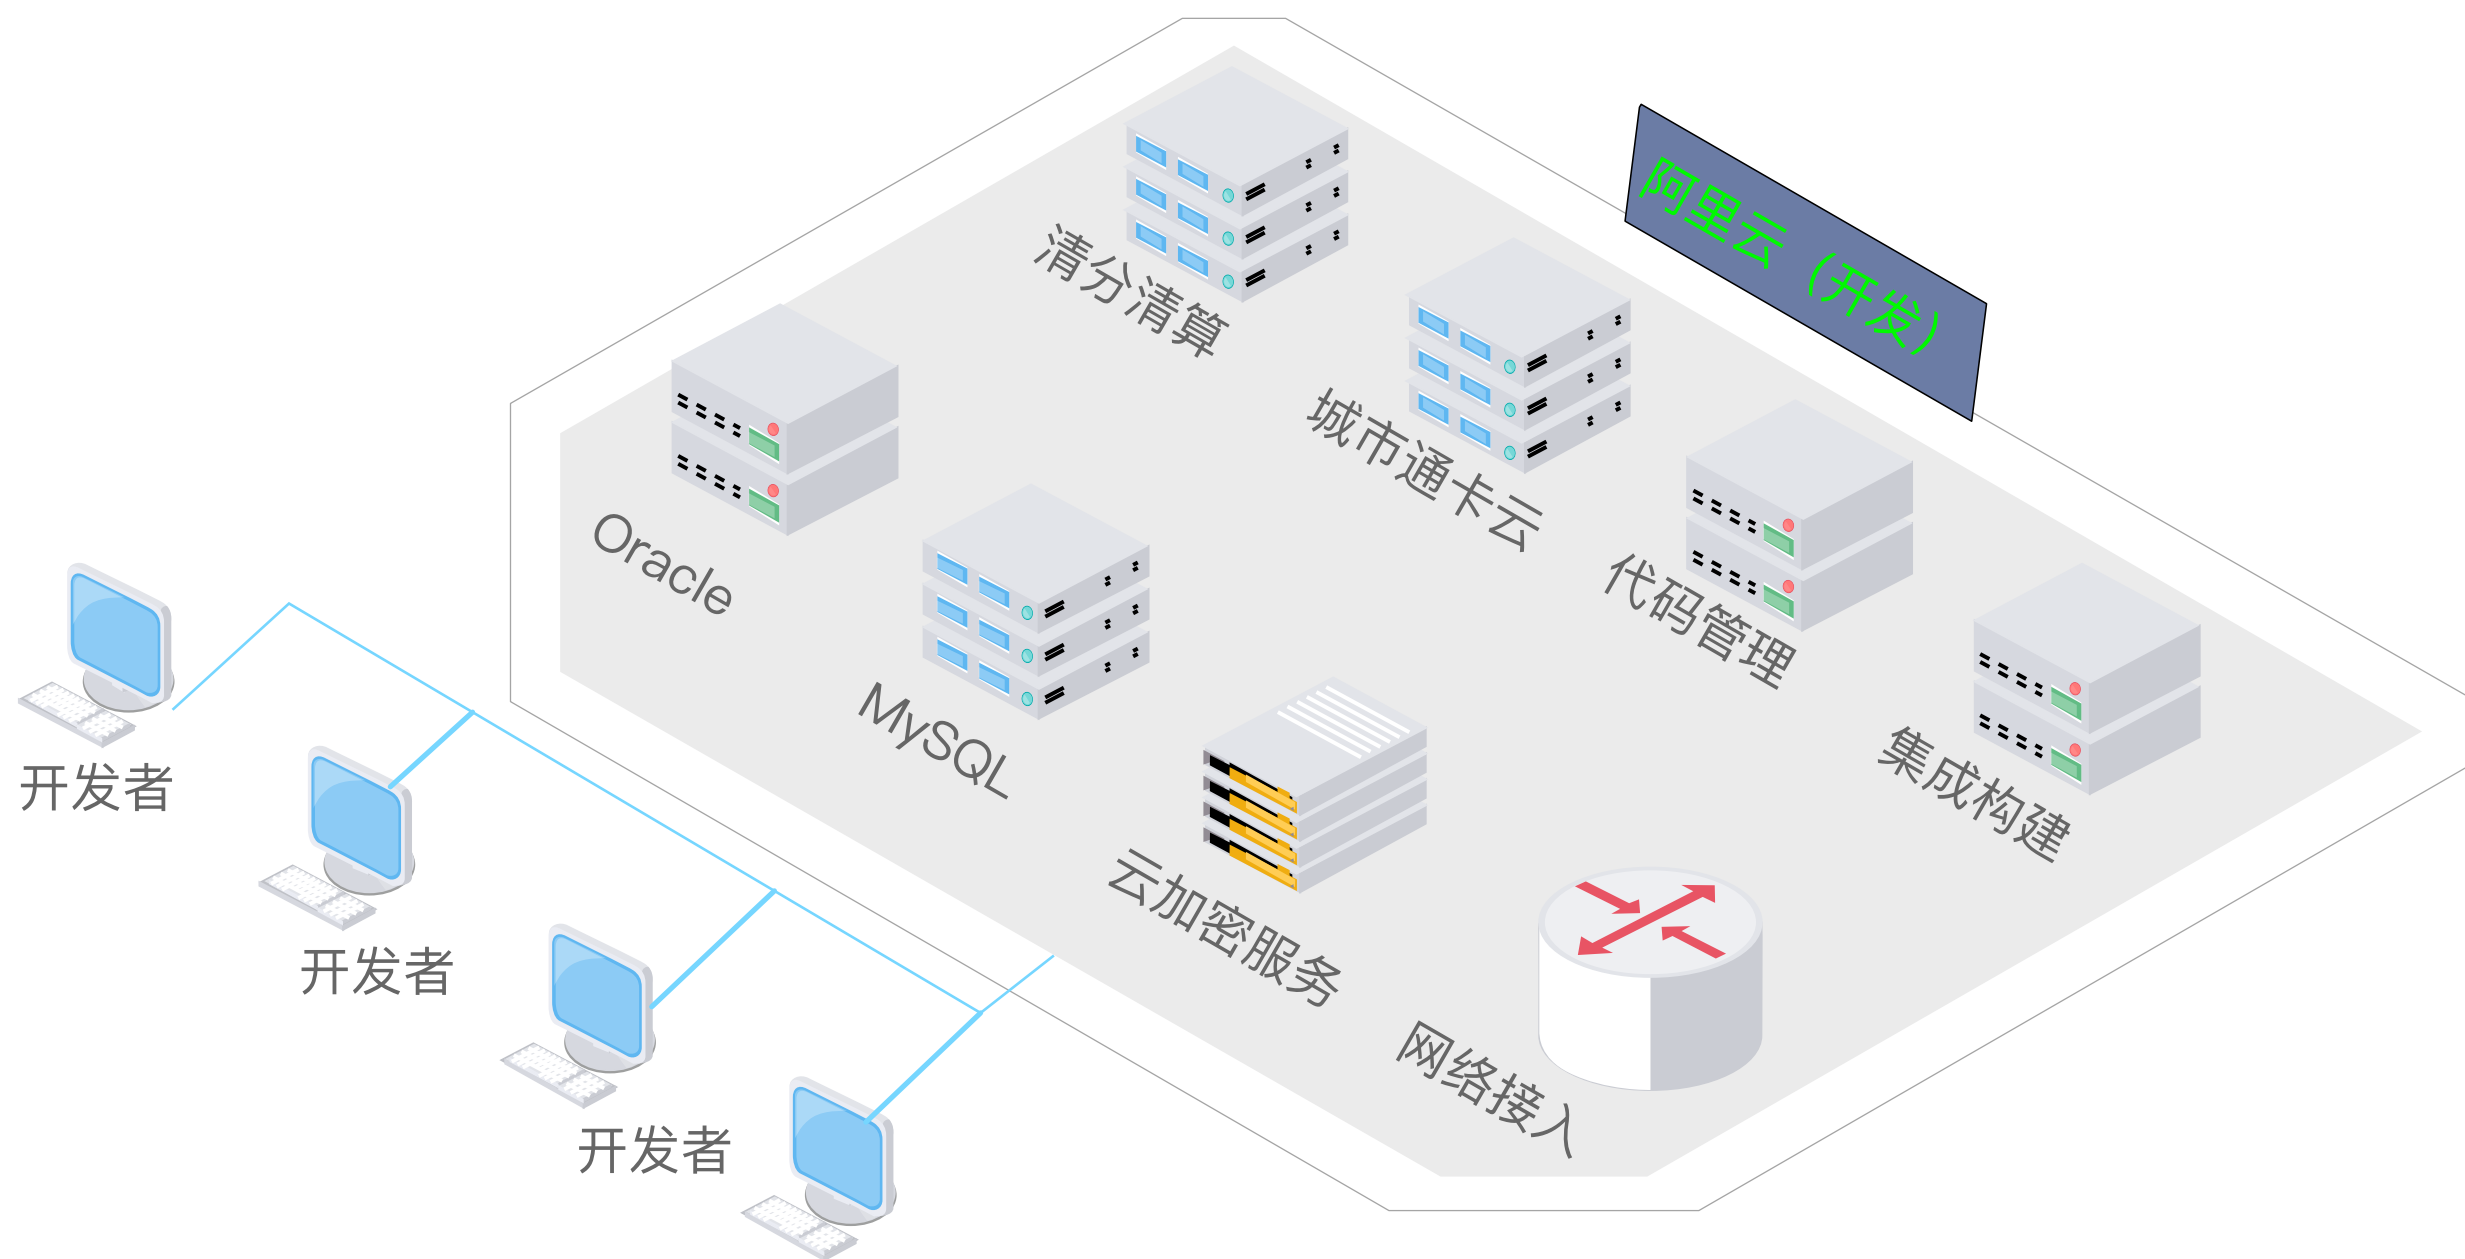 阿里云（开发）
清分清算
城市通卡云
代码管理
集成构建
Oracle
MySQL
云加密服务
网络接入
开发者
开发者
开发者